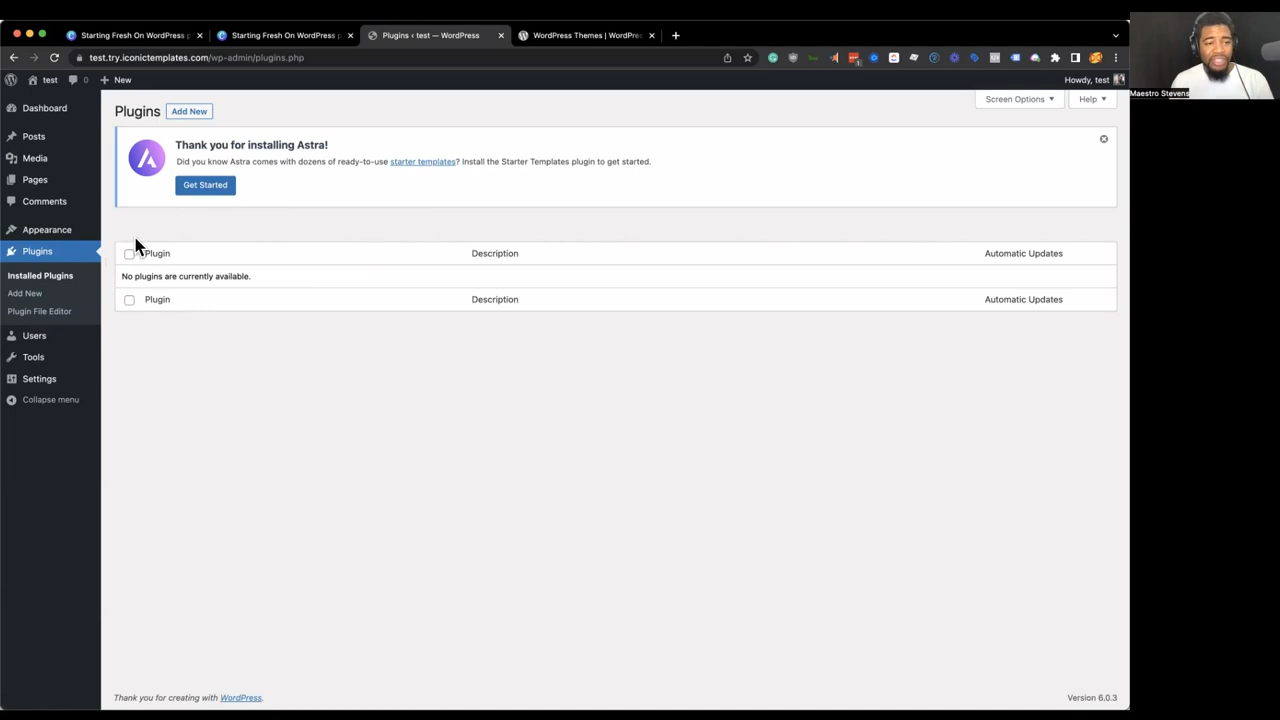 Starting Fresh On WordPress p
Starting Fresh On WordPress p
Plugins ‹ test — WordPress
WordPress Themes | WordPre
test.try.iconictemplates.com/wp-admin/plugins.php
test
0
New
Howdy, test
Maestro Stevens
Dashboard
Posts
Media
Pages
Comments
Appearance
Plugins
Installed Plugins
Add New
Plugin File Editor
Users
Tools
Settings
Collapse menu
Plugins
Add New
Screen Options
Help
Thank you for installing Astra!
Did you know Astra comes with dozens of ready-to-use starter templates? Install the Starter Templates plugin to get started.
Get Started
Plugin Description Automatic Updates
No plugins are currently available.
Plugin Description Automatic Updates
Thank you for creating with WordPress.
Version 6.0.3